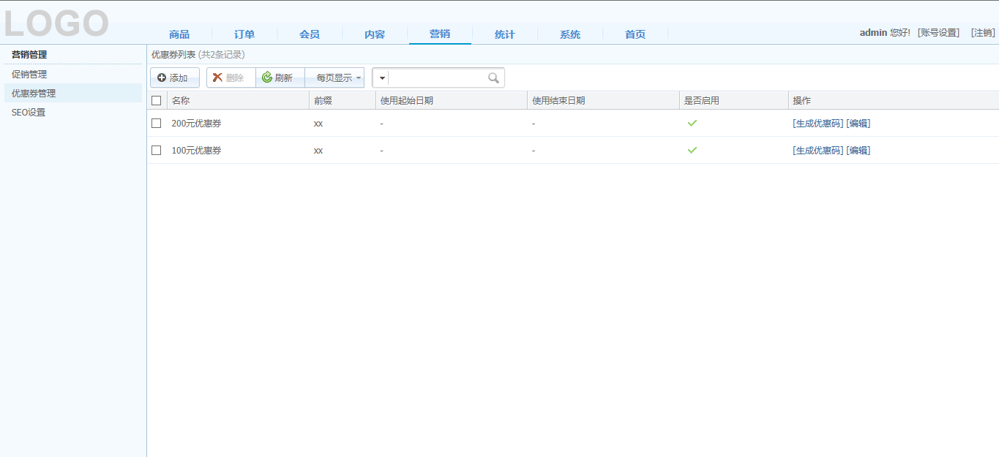 LOGO
商品 订单 会员 内容 营销 统计 系统 首页 admin 您好! [账号设置] [注销]
营销管理
促销管理
优惠券管理
SEO设置
优惠券列表 (共2条记录)
添加 删除 刷新 每页显示
名称 前缀 使用起始日期 使用结束日期 是否启用 操作
200元优惠券 xx - - [生成优惠码] [编辑]
100元优惠券 xx - - [生成优惠码] [编辑]